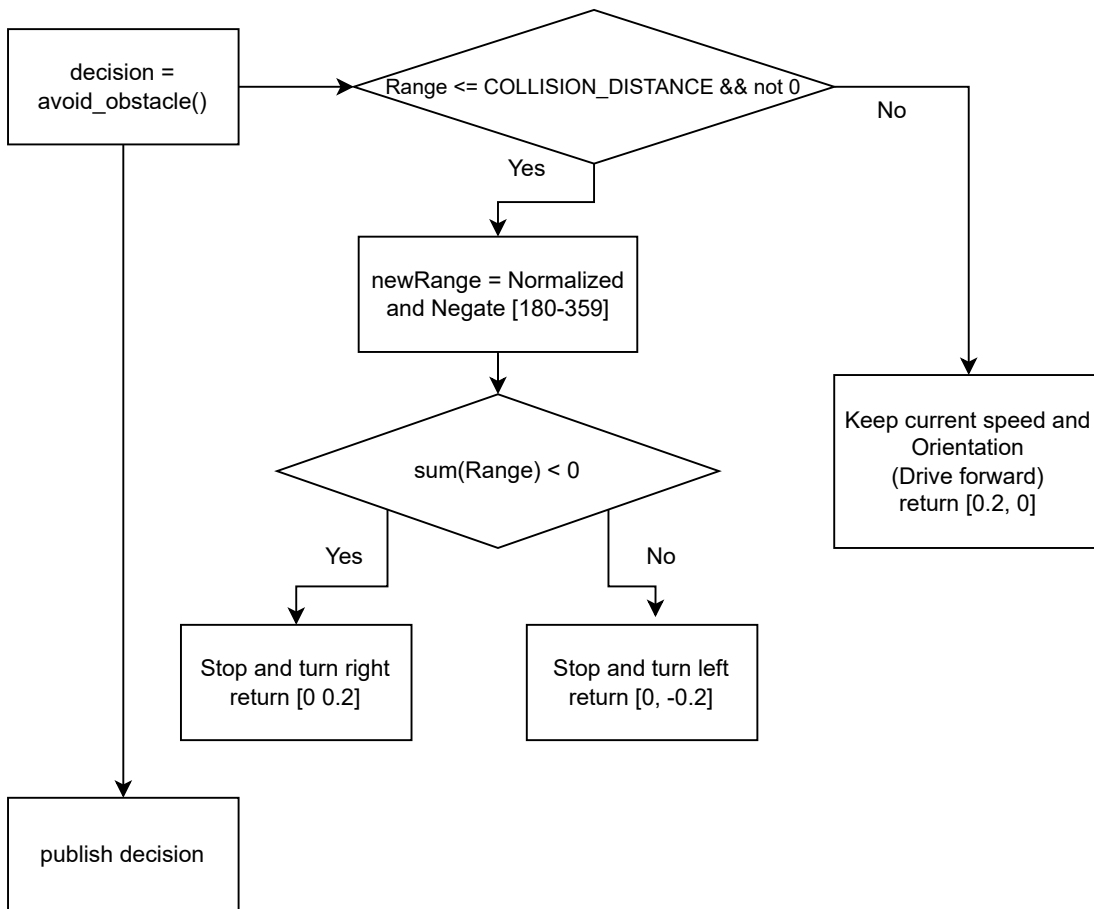 decision =
avoid_obstacle()
Range <= COLLISION_DISTANCE && not 0
No
Yes
newRange = Normalized
and Negate [180-359]
Keep current speed and
Orientation
(Drive forward)
return [0.2, 0]
sum(Range) < 0
Yes
No
Stop and turn right
return [0 0.2]
Stop and turn left
return [0, -0.2]
publish decision